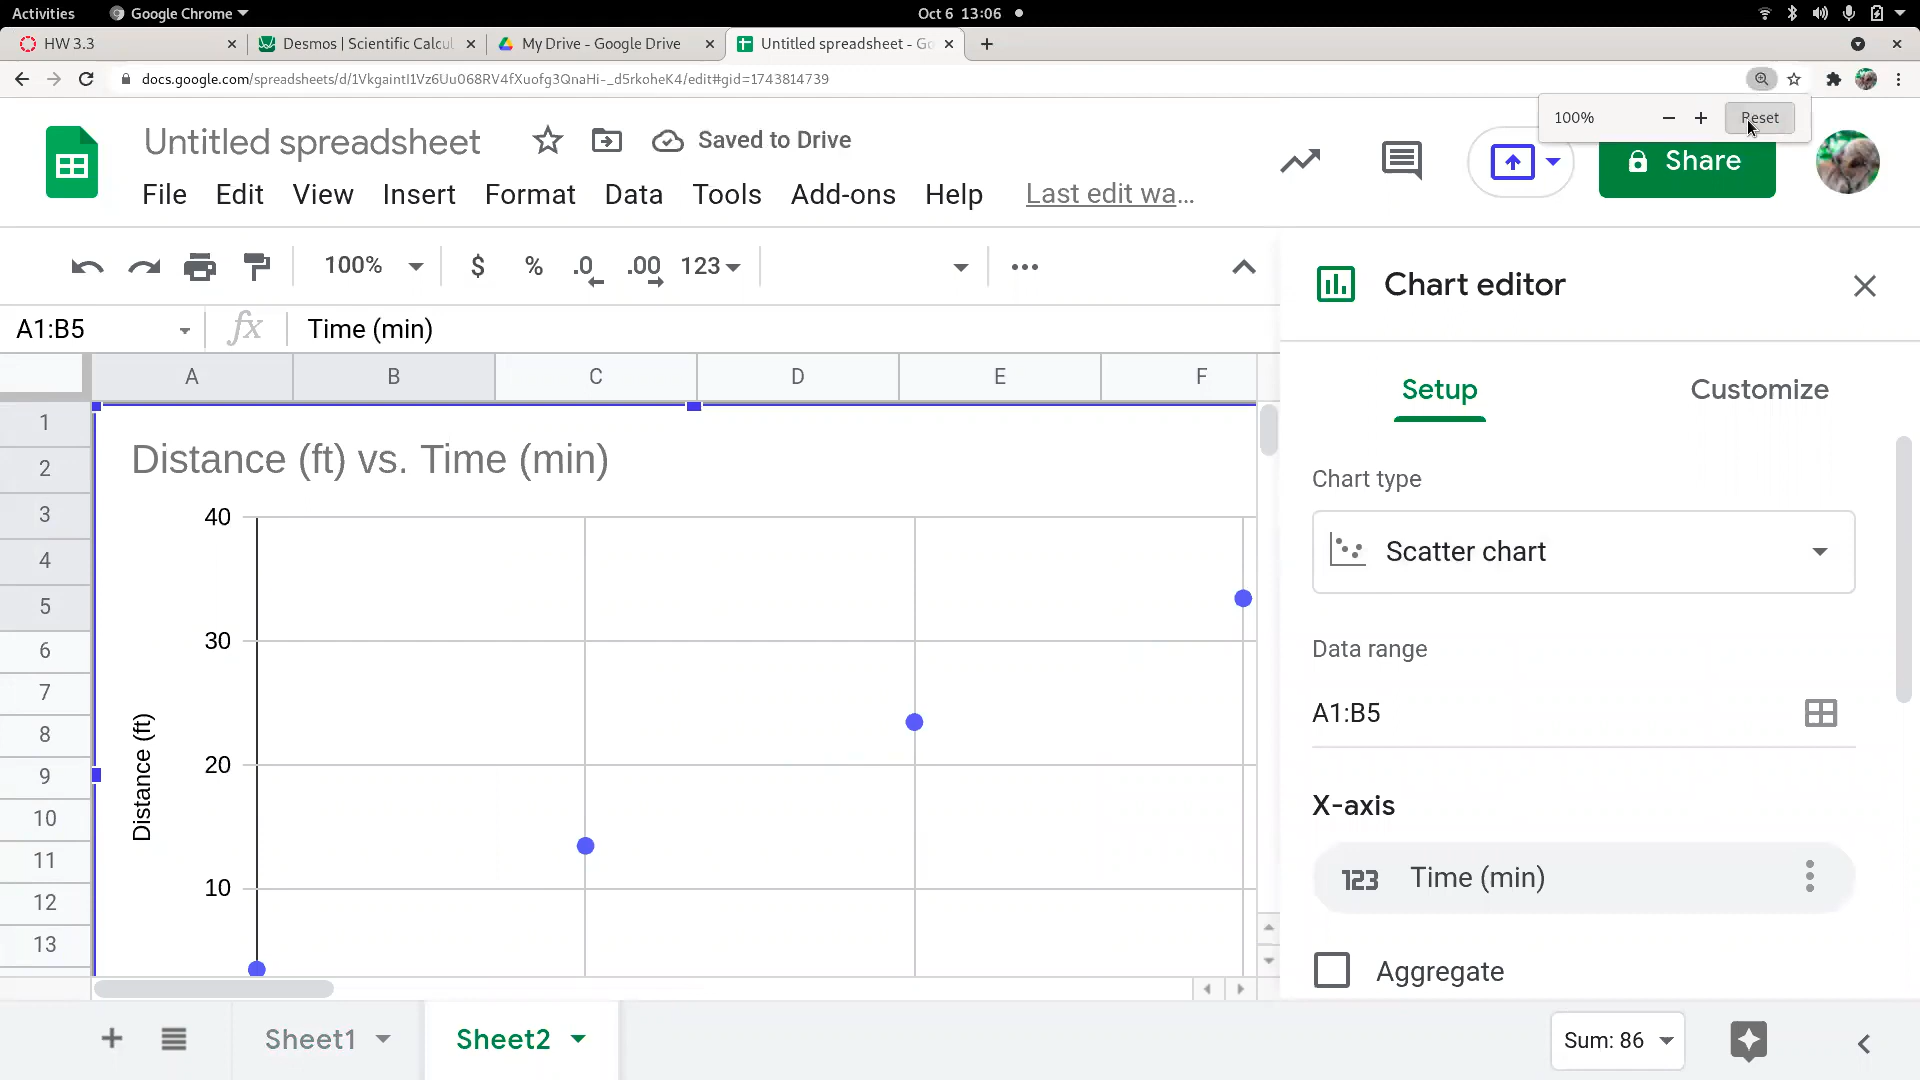 Activities Google Chrome Oct 6 13:06
HW 3.3 Desmos | Scientific Calcul My Drive - Google Drive Untitled spreadsheet - Go
docs.google.com/spreadsheets/d/1VkgaintI1Vz6Uu068RV4fXuofg3QnaHi-_d5rkoheK4/edit#gid=1743814739
100% Reset
Untitled spreadsheet Saved to Drive
Share
File Edit View Insert Format Data Tools Add-ons Help Last edit wa...
100% $ % .0 .00 123
Chart editor
A1:B5 fx Time (min)
A B C D E F
Setup Customize
1
2
3
4
5
6
7
8
9
10
11
12
13
Distance (ft) vs. Time (min)
40
30
20
10
Distance (ft)
Chart type
Scatter chart
Data range
A1:B5
X-axis
123 Time (min)
Aggregate
Sheet1 Sheet2 Sum: 86